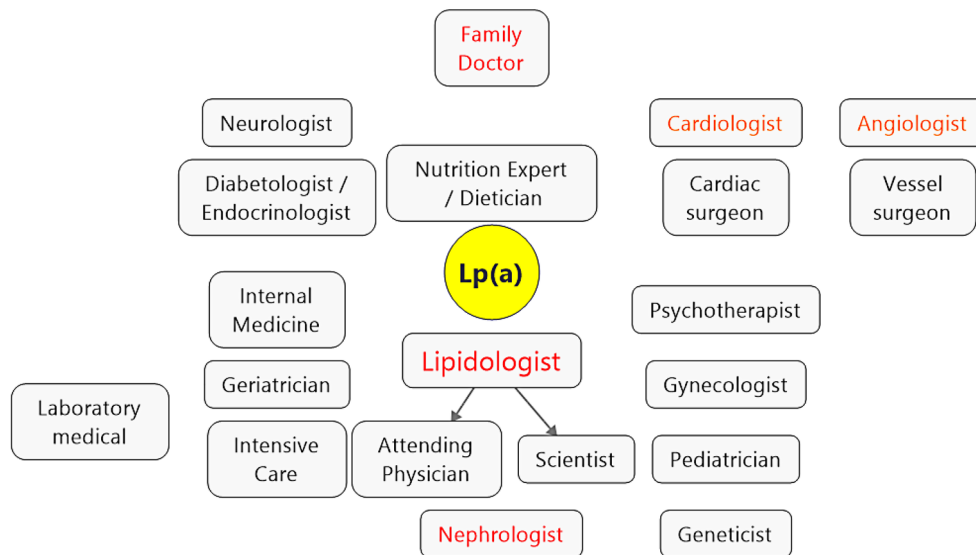 Family
Doctor
Neurologist
Cardiologist
Angiologist
Diabetologist /
Endocrinologist
Nutrition Expert
/ Dietician
Cardiac
surgeon
Vessel
surgeon
Lp(a)
Internal
Medicine
Psychotherapist
Lipidologist
Geriatrician
Gynecologist
Laboratory
medical
Intensive
Care
Attending
Physician
Scientist
Pediatrician
Nephrologist
Geneticist